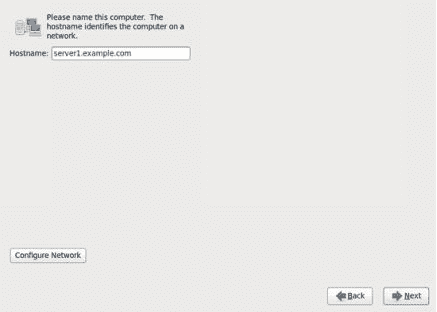 Please name this computer. The
hostname identifies the computer on a
network.
Hostname: server1.example.com
Configure Network
Back Next